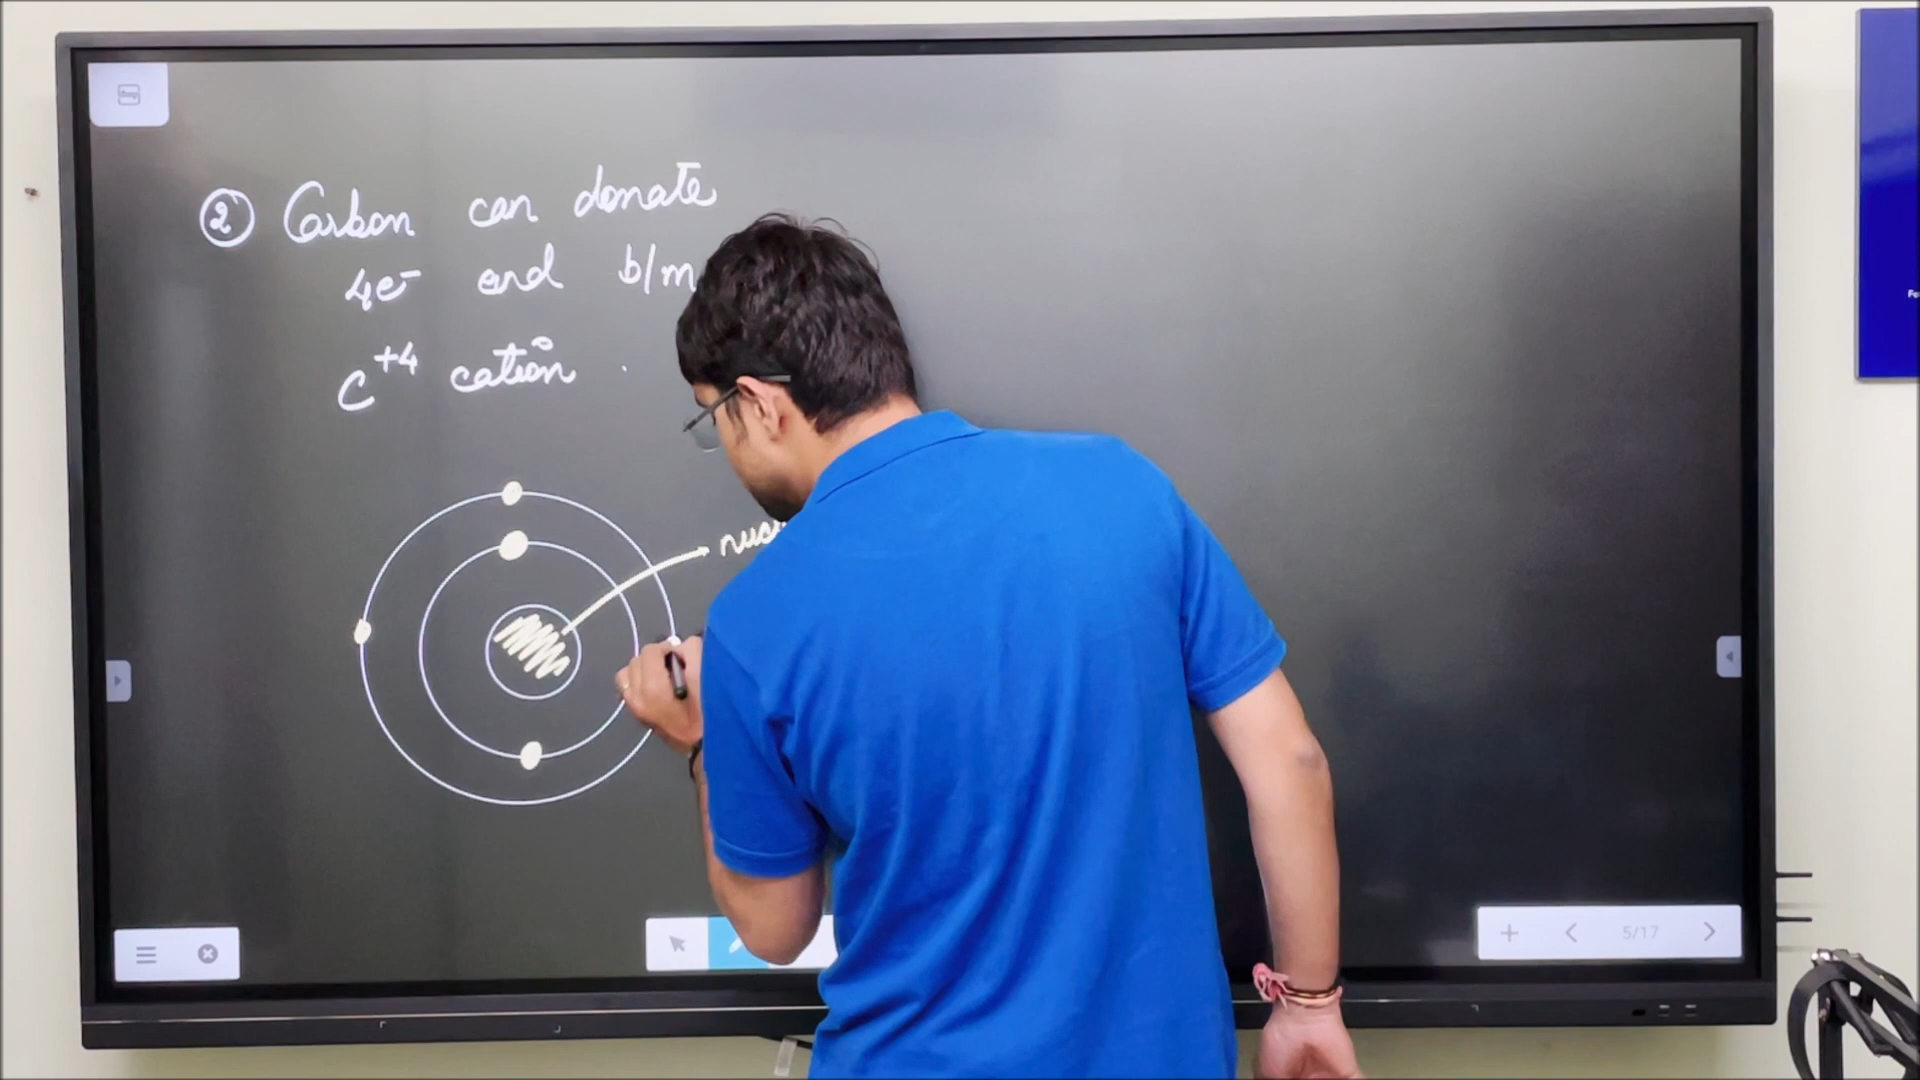 ② Carbon can donate
4e⁻ and b/m
C⁺⁴ cation .
5/17